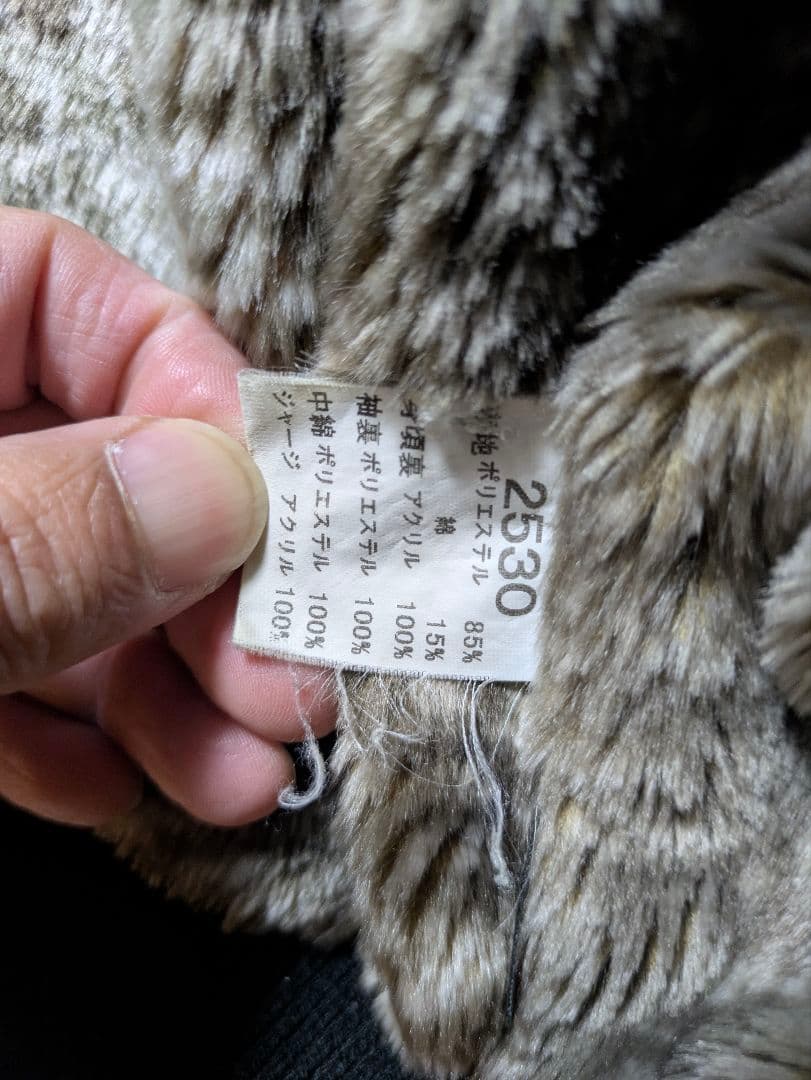 2530
地 ポリエステル 85%
綿 15%
身頃裏 アクリル 100%
袖裏 ポリエステル 100%
中綿 ポリエステル 100%
ジャージ アクリル 100%